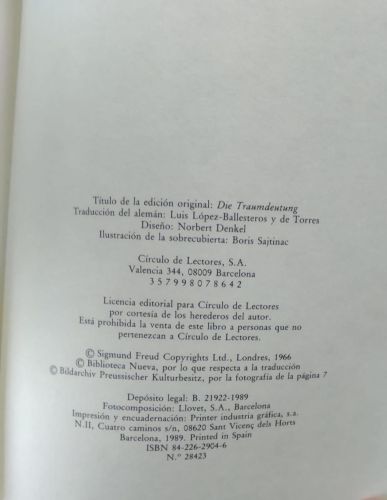 Título de la edición original: Die Traumdeutung
Traducción del alemán: Luis López-Ballesteros y de Torres
Diseño: Norbert Denkel
Ilustración de la sobrecubierta: Boris Sajtinac
Círculo de Lectores, S.A.
Valencia 344, 08009 Barcelona
3 5 7 9 9 8 0 7 8 6 4 2
Licencia editorial para Círculo de Lectores
por cortesía de los herederos del autor.
Está prohibida la venta de este libro a personas que no
pertenezcan a Círculo de Lectores.
© Sigmund Freud Copyrights Ltd., Londres, 1966
© Biblioteca Nueva, por lo que respecta a la traducción
© Bildarchiv Preussischer Kulturbesitz, por la fotografía de la página 7
Depósito legal: B. 21922-1989
Fotocomposición: Llovet, S.A., Barcelona
Impresión y encuadernación: Printer industria gráfica, s.a.
N.II, Cuatro caminos s/n, 08620 Sant Vicenç dels Horts
Barcelona, 1989. Printed in Spain
ISBN 84-226-2904-6
N.º 28423